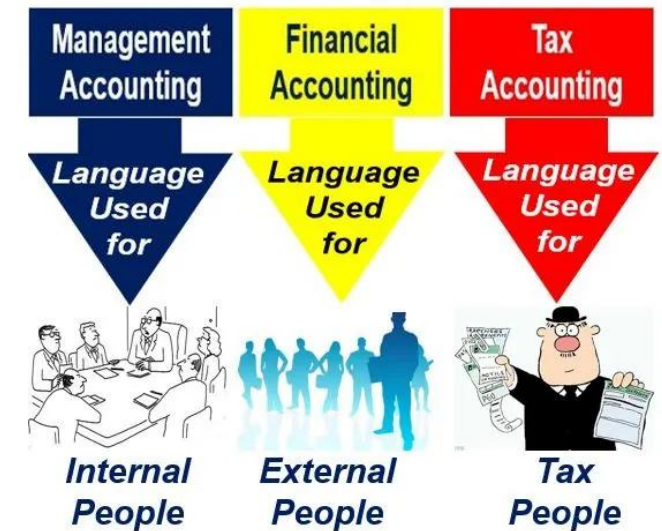 Management
Accounting
Language
Used
for
Internal
People
Financial
Accounting
Language
Used
for
External
People
Tax
Accounting
Language
Used
for
Tax
People